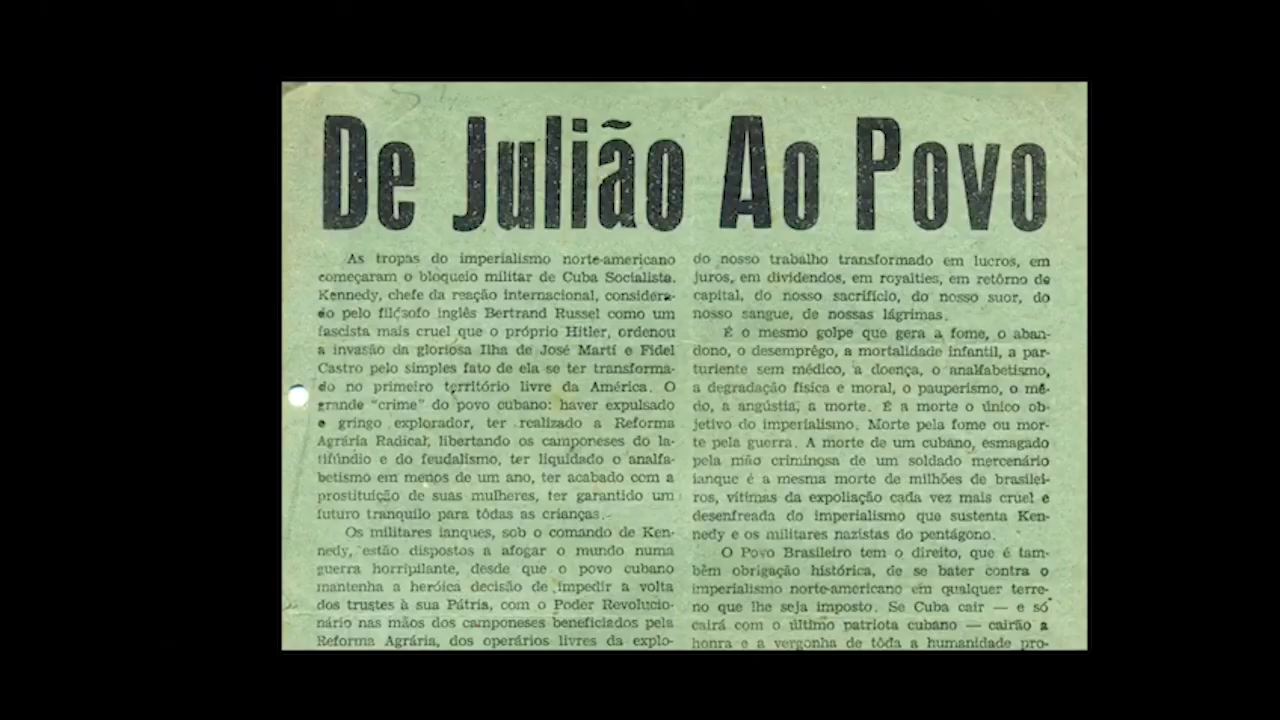 De Julião Ao Povo
As tropas do imperialismo norte-americano
começaram o bloqueio militar de Cuba Socialista.
Kennedy, chefe da reação internacional, considera-
do pelo filósofo inglês Bertrand Russel como um
fascista mais cruel que o próprio Hitler, ordenou
a invasão da gloriosa Ilha de José Martí e Fidel
Castro pelo simples fato de ela se ter transforma-
do no primeiro território livre da América. O
grande "crime" do povo cubano: haver expulsado
o gringo explorador, ter realizado a Reforma
Agrária Radical, libertando os camponeses do la-
tifúndio e do feudalismo, ter liquidado o analfa-
betismo em menos de um ano, ter acabado com a
prostituição de suas mulheres, ter garantido um
futuro tranquilo para tôdas as crianças.
Os militares ianques, sob o comando de Ken-
nedy, estão dispostos a afogar o mundo numa
guerra horripilante, desde que o povo cubano
mantenha a heróica decisão de impedir a volta
dos trustes à sua Pátria, com o Poder Revolucio-
nário nas mãos dos camponeses beneficiados pela
Reforma Agrária, dos operários livres da explo-
do nosso trabalho transformado em lucros, em
juros, em dividendos, em royalties, em retôrno de
capital, do nosso sacrifício, do nosso suor, do
nosso sangue, de nossas lágrimas.
É o mesmo golpe que gera a fome, o aban-
dono, o desemprêgo, a mortalidade infantil, a par-
turiente sem médico, a doença, o analfabetismo,
a degradação física e moral, o pauperismo, o mê-
do, a angústia, a morte. É a morte o único ob-
jetivo do imperialismo. Morte pela fome ou mor-
te pela guerra. A morte de um cubano, esmagado
pela mão criminosa de um soldado mercenário
ianque é a mesma morte de milhões de brasilei-
ros, vítimas da expoliação cada vez mais cruel e
desenfreada do imperialismo que sustenta Ken-
nedy e os militares nazistas do pentágono.
O Povo Brasileiro tem o direito, que é tam-
bêm obrigação histórica, de se bater contra o
imperialismo norte-americano em qualquer terre-
no que lhe seja imposto. Se Cuba cair — e só
cairá com o último patriota cubano — cairão a
honra e a vergonha de tôda a humanidade pro-